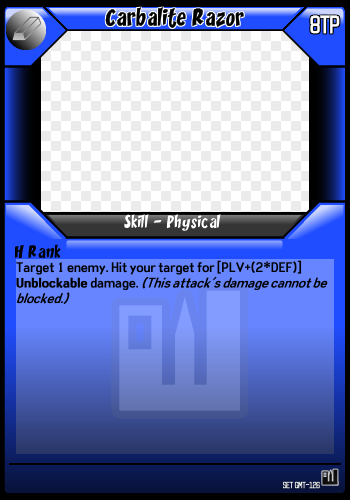 Carbalite Razor
8TP
Skill - Physical
H Rank
Target 1 enemy. Hit your target for [PLV+(2*DEF)]
Unblockable damage. (This attack's damage cannot be
blocked.)
SET GMT-126